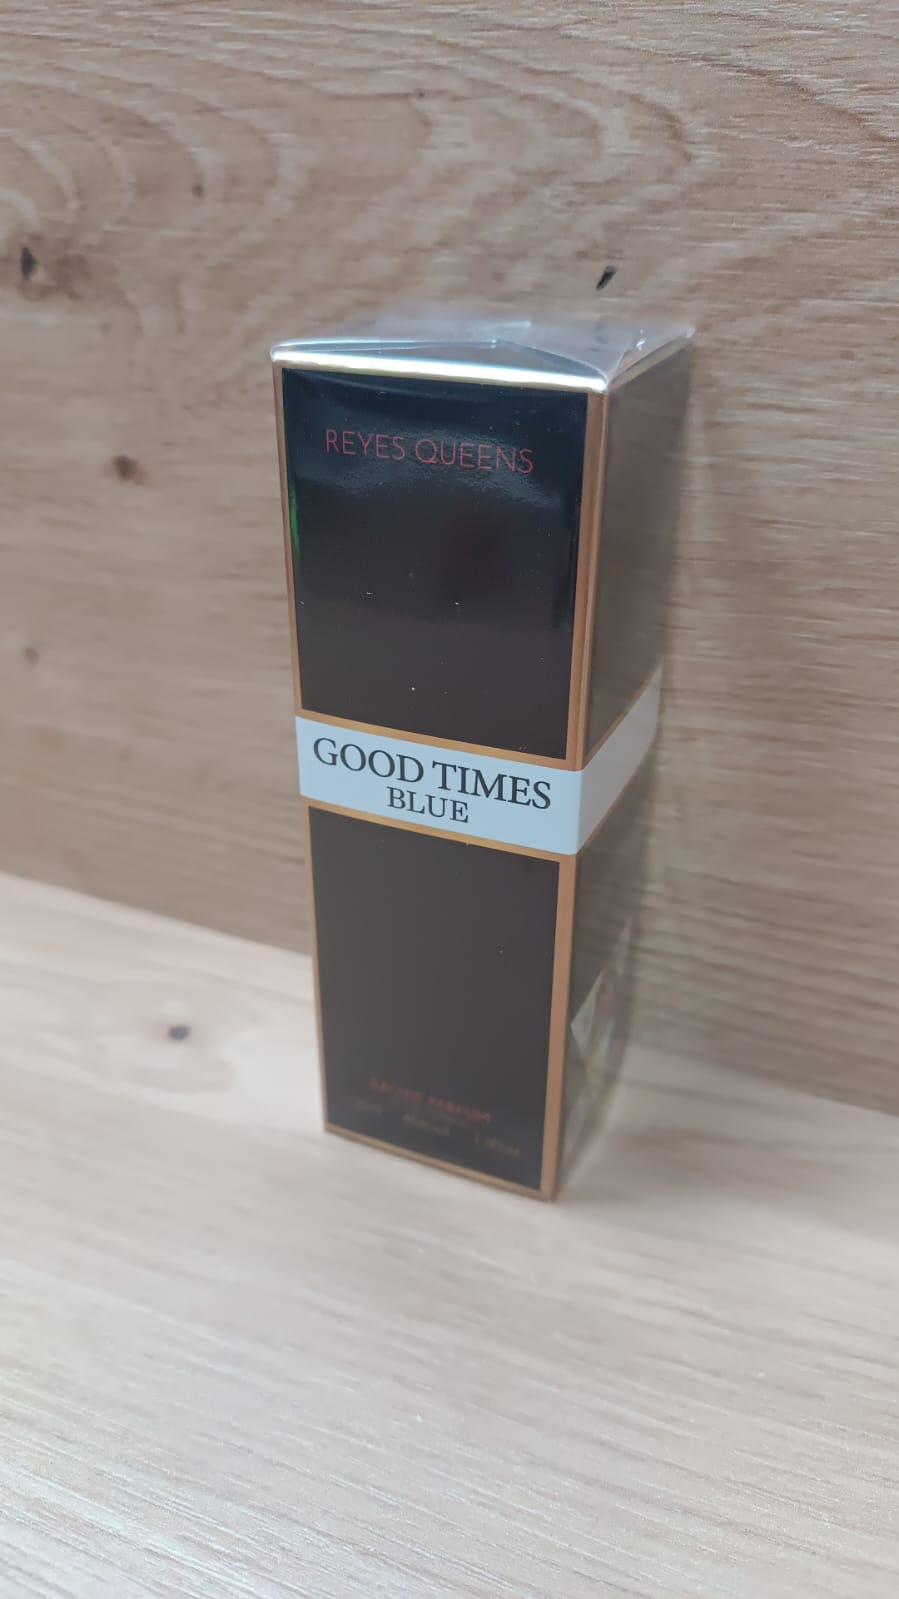 REYES QUEENS
GOOD TIMES
BLUE
EAU DE PARFUM